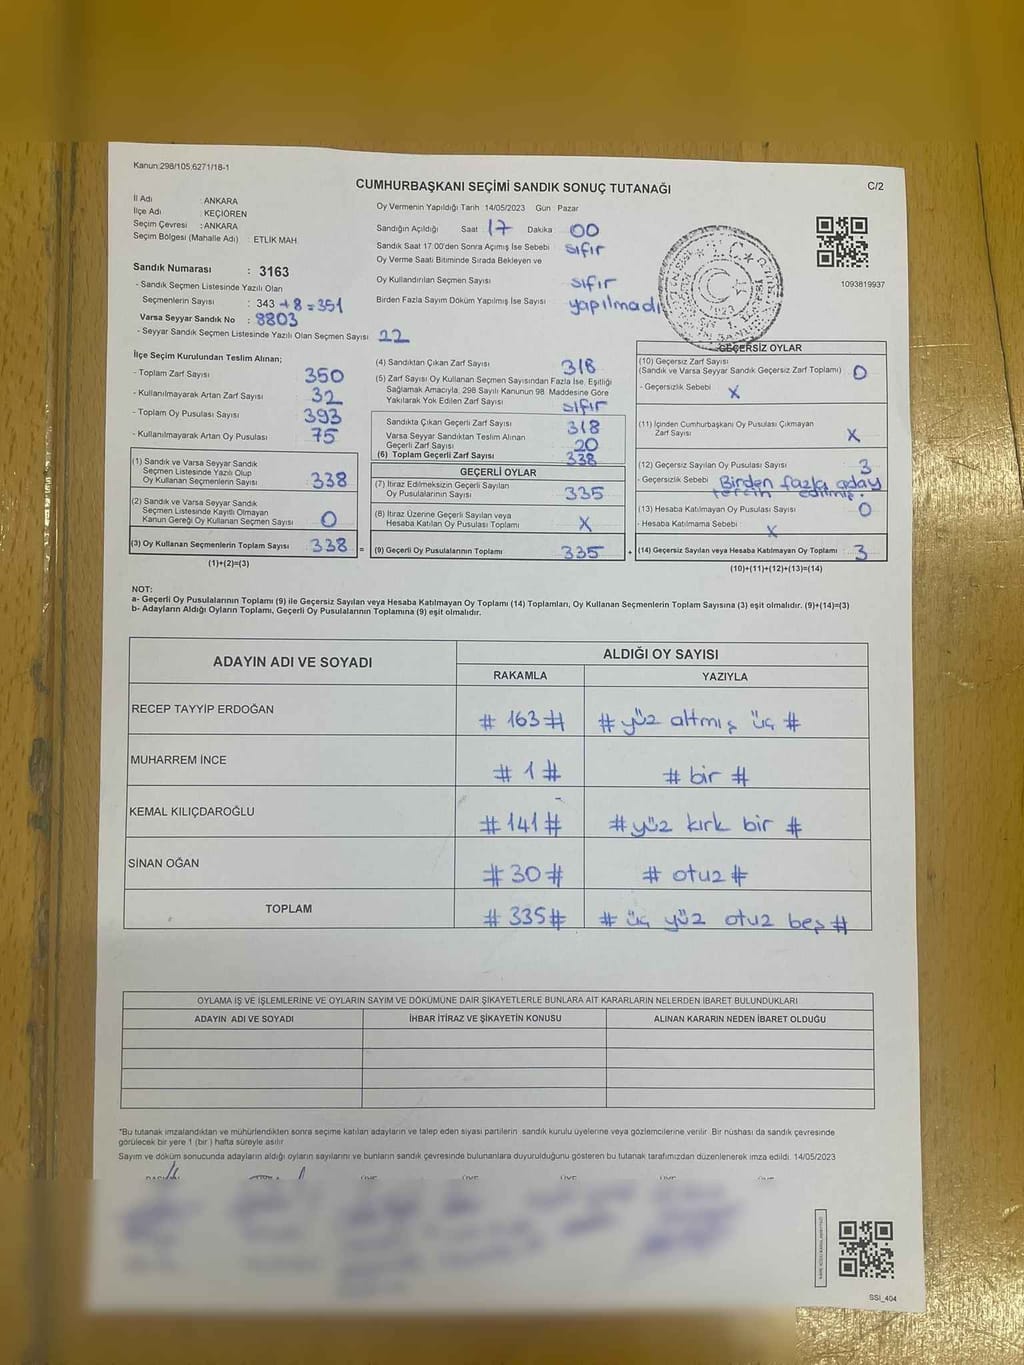 Kanun:298/105,6271/18-1
CUMHURBAŞKANI SEÇİMİ SANDIK SONUÇ TUTANAĞI
C/2
İl Adı : ANKARA
İlçe Adı : KEÇİÖREN
Seçim Çevresi : ANKARA
Seçim Bölgesi (Mahalle Adı) : ETLİK MAH
Sandık Numarası : 3163
- Sandık Seçmen Listesinde Yazılı Olan
Seçmenlerin Sayısı : 343 +8=351
Varsa Seyyar Sandık No : 8803
- Seyyar Sandık Seçmen Listesinde Yazılı Olan Seçmen Sayısı 22
Oy Vermenin Yapıldığı Tarih 14/05/2023 Gün Pazar
Sandığın Açıldığı Saat 17 Dakika 00
Sandık Saat 17.00'den Sonra Açımış İse Sebebi sıfır
Oy Verme Saati Bitiminde Sırada Bekleyen ve
Oy Kullandırılan Seçmen Sayısı sıfır
Birden Fazla Sayım Döküm Yapılmış İse Sayısı yapılmadı
1093819937
İlçe Seçim Kurulundan Teslim Alınan;
- Toplam Zarf Sayısı 350
- Kullanılmayarak Artan Zarf Sayısı 32
- Toplam Oy Pusulası Sayısı 393
- Kullanılmayarak Artan Oy Pusulası 75
(1) Sandık ve Varsa Seyyar Sandık
Seçmen Listesinde Yazılı Olup
Oy Kullanan Seçmenlerin Sayısı 338
(2) Sandık ve Varsa Seyyar Sandık
Seçmen Listesinde Kayıtlı Olmayan
Kanun Gereği Oy Kullanan Seçmen Sayısı 0
(3) Oy Kullanan Seçmenlerin Toplam Sayısı 338 =
(1)+(2)=(3)
(4) Sandıktan Çıkan Zarf Sayısı 318
(5) Zarf Sayısı Oy Kullanan Seçmen Sayısından Fazla İse, Eşitliği
Sağlamak Amacıyla, 298 Sayılı Kanunun 98. Maddesine Göre
Yakılarak Yok Edilen Zarf Sayısı sıfır
Sandıkta Çıkan Geçerli Zarf Sayısı 318
Varsa Seyyar Sandıktan Teslim Alınan
Geçerli Zarf Sayısı 20
(6) Toplam Geçerli Zarf Sayısı 338
GEÇERLİ OYLAR
(7) İtiraz Edilmeksizin Geçerli Sayılan
Oy Pusulalarının Sayısı 335
(8) İtiraz Üzerine Geçerli Sayılan veya
Hesaba Katılan Oy Pusulası Toplamı X
(9) Geçerli Oy Pusulalarının Toplamı 335 +
GEÇERSİZ OYLAR
(10) Geçersiz Zarf Sayısı
(Sandık ve Varsa Seyyar Sandık Geçersiz Zarf Toplamı) 0
- Geçersizlik Sebebi X
(11) İçinden Cumhurbaşkanı Oy Pusulası Çıkmayan
Zarf Sayısı X
(12) Geçersiz Sayılan Oy Pusulası Sayısı 3
- Geçersizlik Sebebi Birden fazla aday
tercih edilmiş.
(13) Hesaba Katılmayan Oy Pusulası Sayısı 0
- Hesaba Katılmama Sebebi X
(14) Geçersiz Sayılan veya Hesaba Katılmayan Oy Toplamı 3
(10)+(11)+(12)+(13)=(14)
NOT:
a- Geçerli Oy Pusulasının Toplamı (9) ile Geçersiz Sayılan veya Hesaba Katılmayan Oy Toplamı (14) Toplamları, Oy Kullanan Seçmenlerin Toplam Sayısına (3) eşit olmalıdır. (9)+(14)=(3)
b- Adayların Aldığı Oyların Toplamı, Geçerli Oy Pusulalarının Toplamına (9) eşit olmalıdır.
ADAYIN ADI VE SOYADI
ALDIĞI OY SAYISI
RAKAMLA YAZIYLA
RECEP TAYYİP ERDOĞAN # 163 # # yüz altmış üç #
MUHARREM İNCE # 1 # # bir #
KEMAL KILIÇDAROĞLU # 141 # # yüz kırk bir #
SİNAN OĞAN # 30 # # otuz #
TOPLAM # 335 # # üç yüz otuz beş #
OYLAMA İŞ VE İŞLEMLERİNE VE OYLARIN SAYIM VE DÖKÜMÜNE DAİR ŞİKAYETLERLE BUNLARA AİT KARARLARIN NELERDEN İBARET BULUNDUKLARI
ADAYIN ADI VE SOYADI İHBAR İTİRAZ VE ŞİKAYETİN KONUSU ALINAN KARARIN NEDEN İBARET OLDUĞU
*Bu tutanak imzalandıktan ve mühürlendikten sonra seçime katılan adayların ve talep eden siyasi partilerin sandık kurulu üyelerine veya gözlemcilerine verilir. Bir nüshası da sandık çevresinde
görülecek bir yere 1 (bir ) hafta süreyle asılır
Sayım ve döküm sonucunda adayların aldığı oyların sayılarını ve bunların sandık çevresinde bulunanlara duyurulduğunu gösteren bu tutanak tarafımızdan düzenlenerek imza edildi. 14/05/2023
SSI_404